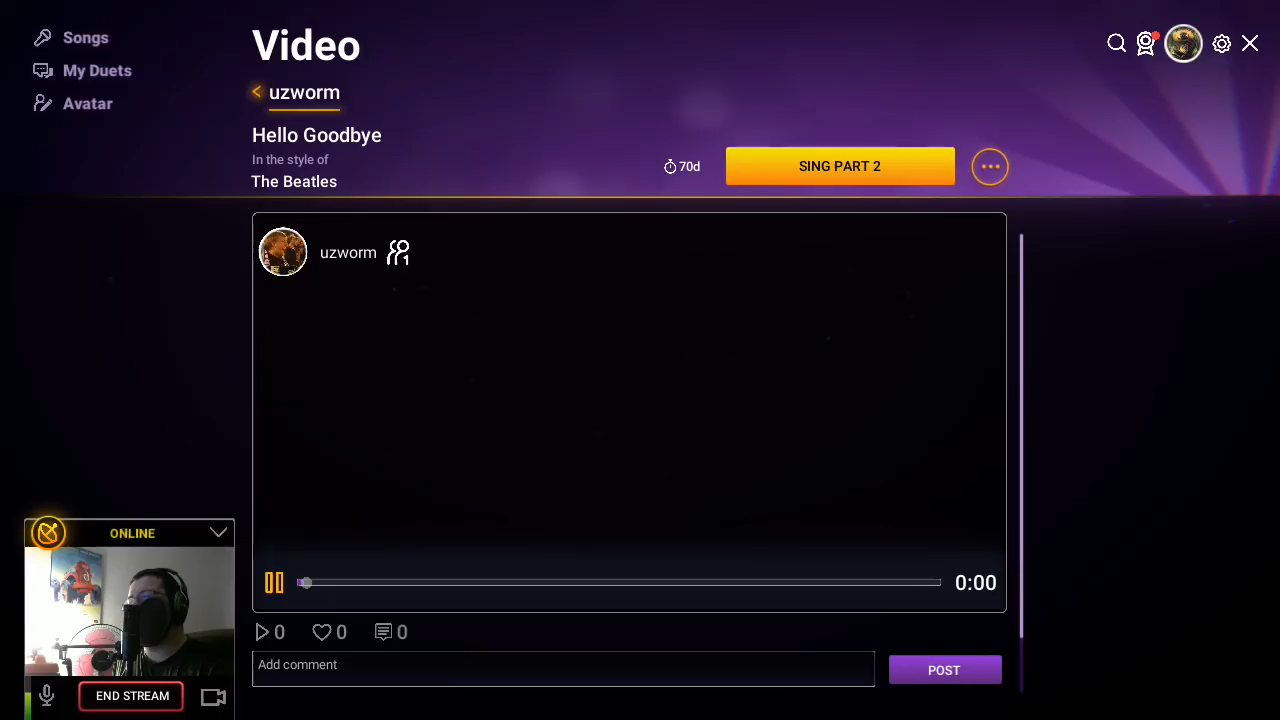 Songs
My Duets
Avatar
Video
uzworm
Hello Goodbye
In the style of
The Beatles
70d
SING PART 2
uzworm
0:00
0
0
0
Add comment
POST
ONLINE
END STREAM